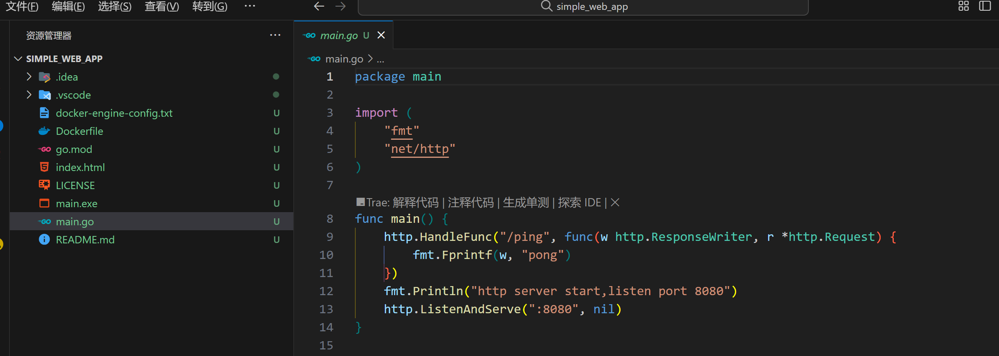 文件(F) 编辑(E) 选择(S) 查看(V) 转到(G) ··· simple_web_app
资源管理器 ···
SIMPLE_WEB_APP
.idea
.vscode
docker-engine-config.txt U
Dockerfile U
go.mod U
index.html U
LICENSE U
main.exe U
main.go U
README.md U
GO main.go U
GO main.go > ...
1 package main
2
3 import (
4 "fmt"
5 "net/http"
6 )
7
Trae: 解释代码 | 注释代码 | 生成单测 | 探索 IDE | ×
8 func main() {
9 http.HandleFunc("/ping", func(w http.ResponseWriter, r *http.Request) {
10 fmt.Fprintf(w, "pong")
11 })
12 fmt.Println("http server start,listen port 8080")
13 http.ListenAndServe(":8080", nil)
14 }
15